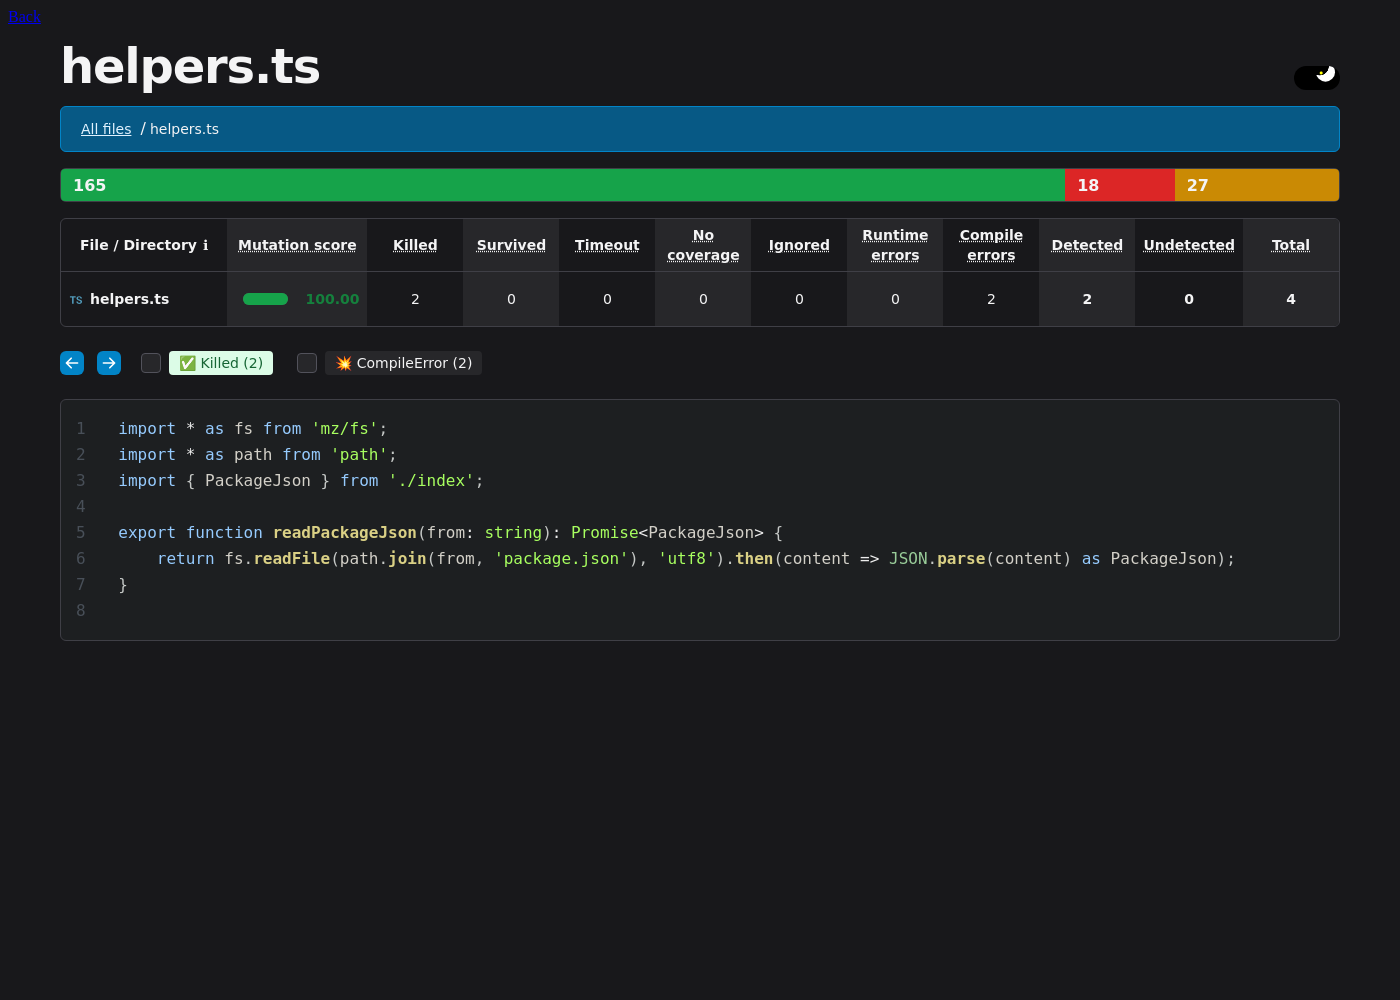 Back
helpers.ts
All files / helpers.ts
165 18 27
File / Directory ℹ Mutation score Killed Survived Timeout No coverage Ignored Runtime errors Compile errors Detected Undetected Total
TS helpers.ts 100.00 2 0 0 0 0 0 2 2 0 4
✅ Killed (2) 💥 CompileError (2)
1 import * as fs from 'mz/fs';
2 import * as path from 'path';
3 import { PackageJson } from './index';
4
5 export function readPackageJson(from: string): Promise<PackageJson> {
6     return fs.readFile(path.join(from, 'package.json'), 'utf8').then(content => JSON.parse(content) as PackageJson);
7 }
8